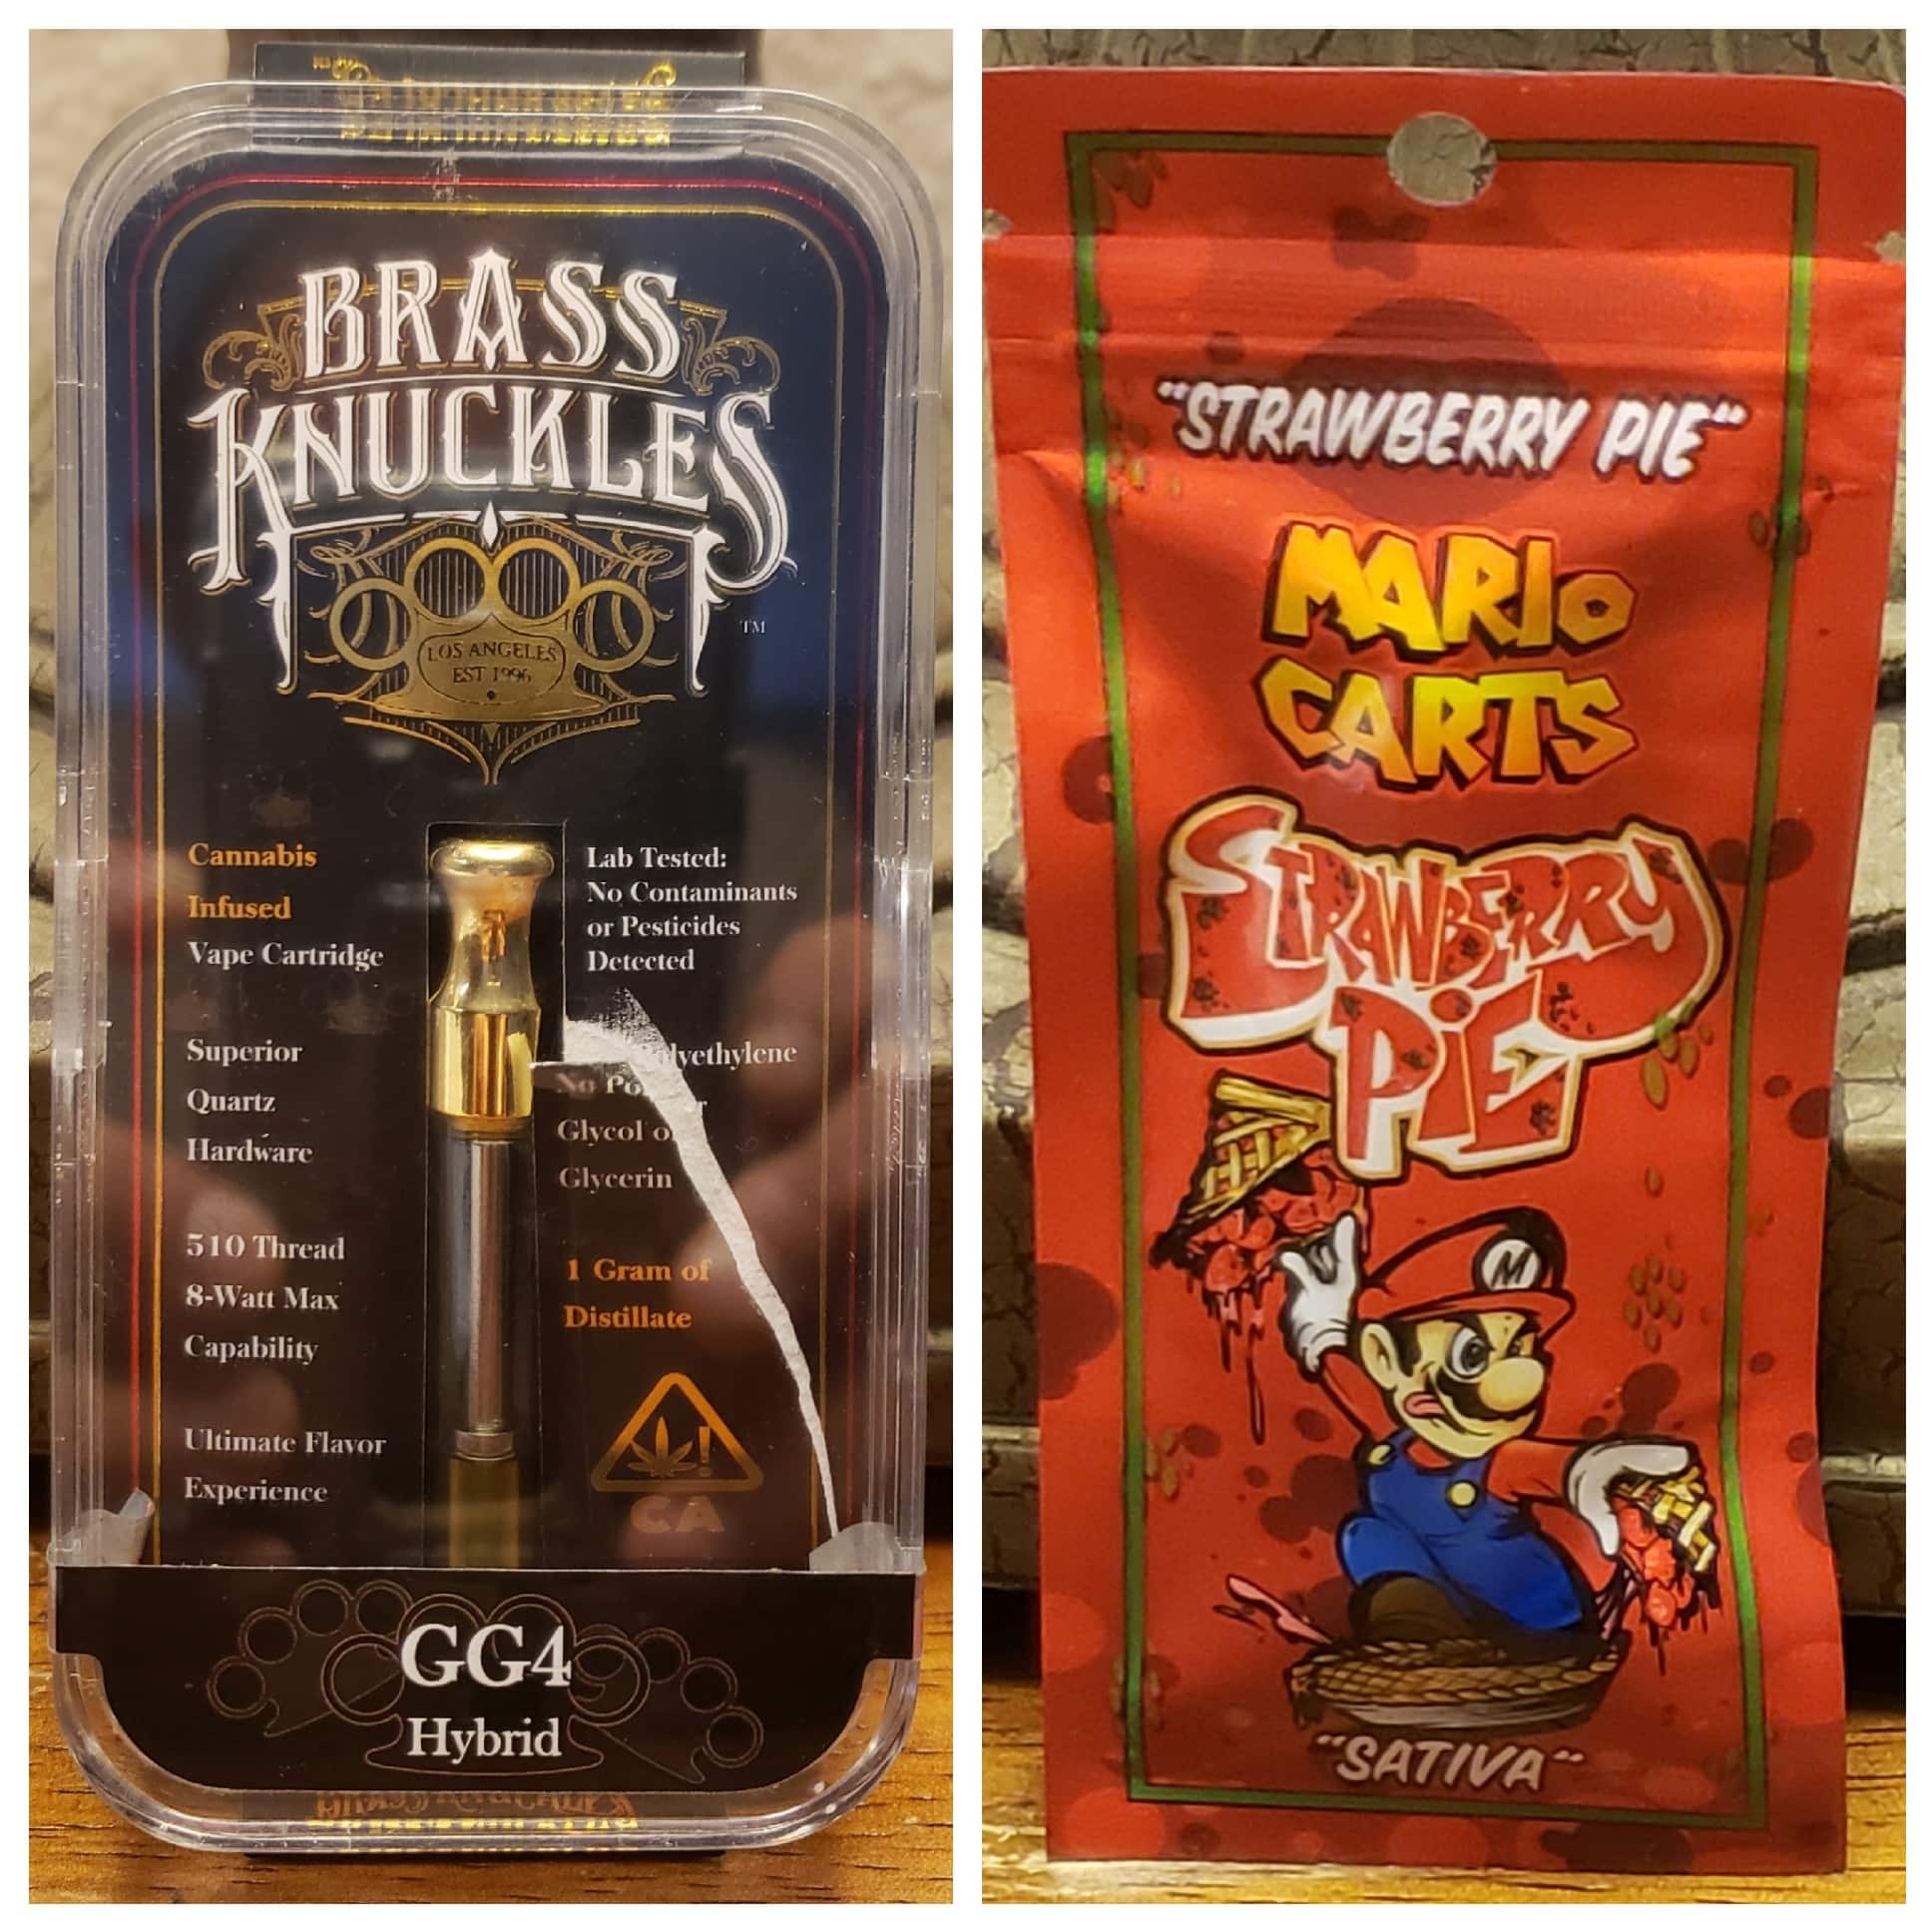 BRASS
KNUCKLES
TM
LOS ANGELES
EST 1996
Cannabis
Infused
Vape Cartridge
Superior
Quartz
Hardware
510 Thread
8-Watt Max
Capability
Ultimate Flavor
Experience
Lab Tested:
No Contaminants
or Pesticides
Detected
No
Glycol
Glycerin
1 Gram of
Distillate
!
CA
GG4
Hybrid
"STRAWBERRY PIE"
MARIO
CARTS
STRAWBERRY
PIE
M
"SATIVA"